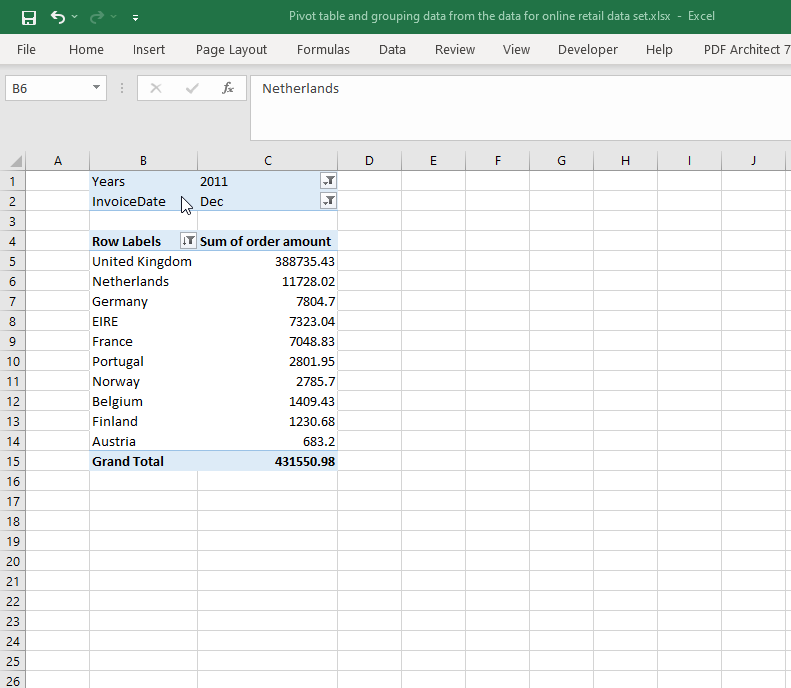 Pivot table and grouping data from the data for online retail data set.xlsx - Excel
File Home Insert Page Layout Formulas Data Review View Developer Help PDF Architect 7
B6 fx Netherlands
A B C D E F G H I J
1 Years 2011
2 InvoiceDate Dec
3
4 Row Labels Sum of order amount
5 United Kingdom 388735.43
6 Netherlands 11728.02
7 Germany 7804.7
8 EIRE 7323.04
9 France 7048.83
10 Portugal 2801.95
11 Norway 2785.7
12 Belgium 1409.43
13 Finland 1230.68
14 Austria 683.2
15 Grand Total 431550.98
16
17
18
19
20
21
22
23
24
25
26